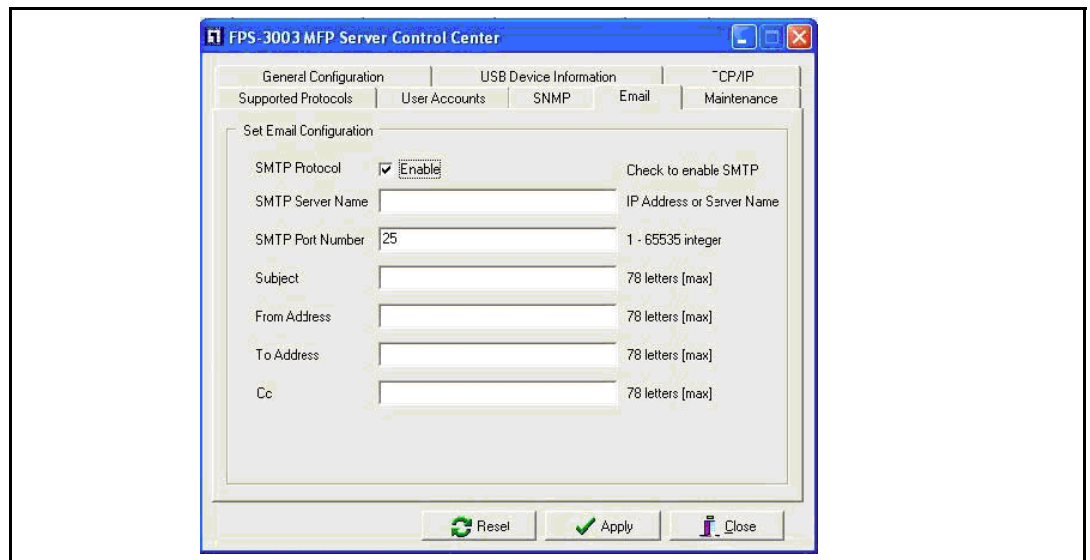 FPS-3003 MFP Server Control Center
General Configuration USB Device Information TCP/IP
Supported Protocols User Accounts SNMP Email Maintenance
Set Email Configuration
SMTP Protocol Enable Check to enable SMTP
SMTP Server Name IP Address or Server Name
SMTP Port Number 25 1 - 65535 integer
Subject 78 letters [max]
From Address 78 letters [max]
To Address 78 letters [max]
Cc 78 letters [max]
Reset Apply Close